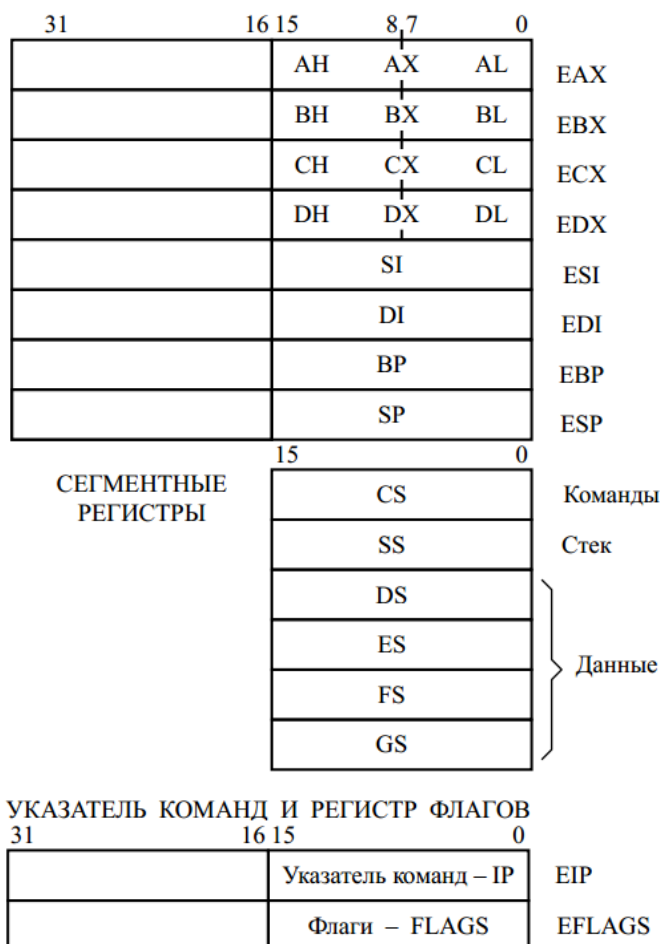 31 16 15 8,7 0
AH AX AL EAX
BH BX BL EBX
CH CX CL ECX
DH DX DL EDX
SI ESI
DI EDI
BP EBP
SP ESP
15 0
СЕГМЕНТНЫЕ
РЕГИСТРЫ
CS Команды
SS Стек
DS
ES
Данные
FS
GS
УКАЗАТЕЛЬ КОМАНД И РЕГИСТР ФЛАГОВ
31 16 15 0
Указатель команд – IP EIP
Флаги – FLAGS EFLAGS